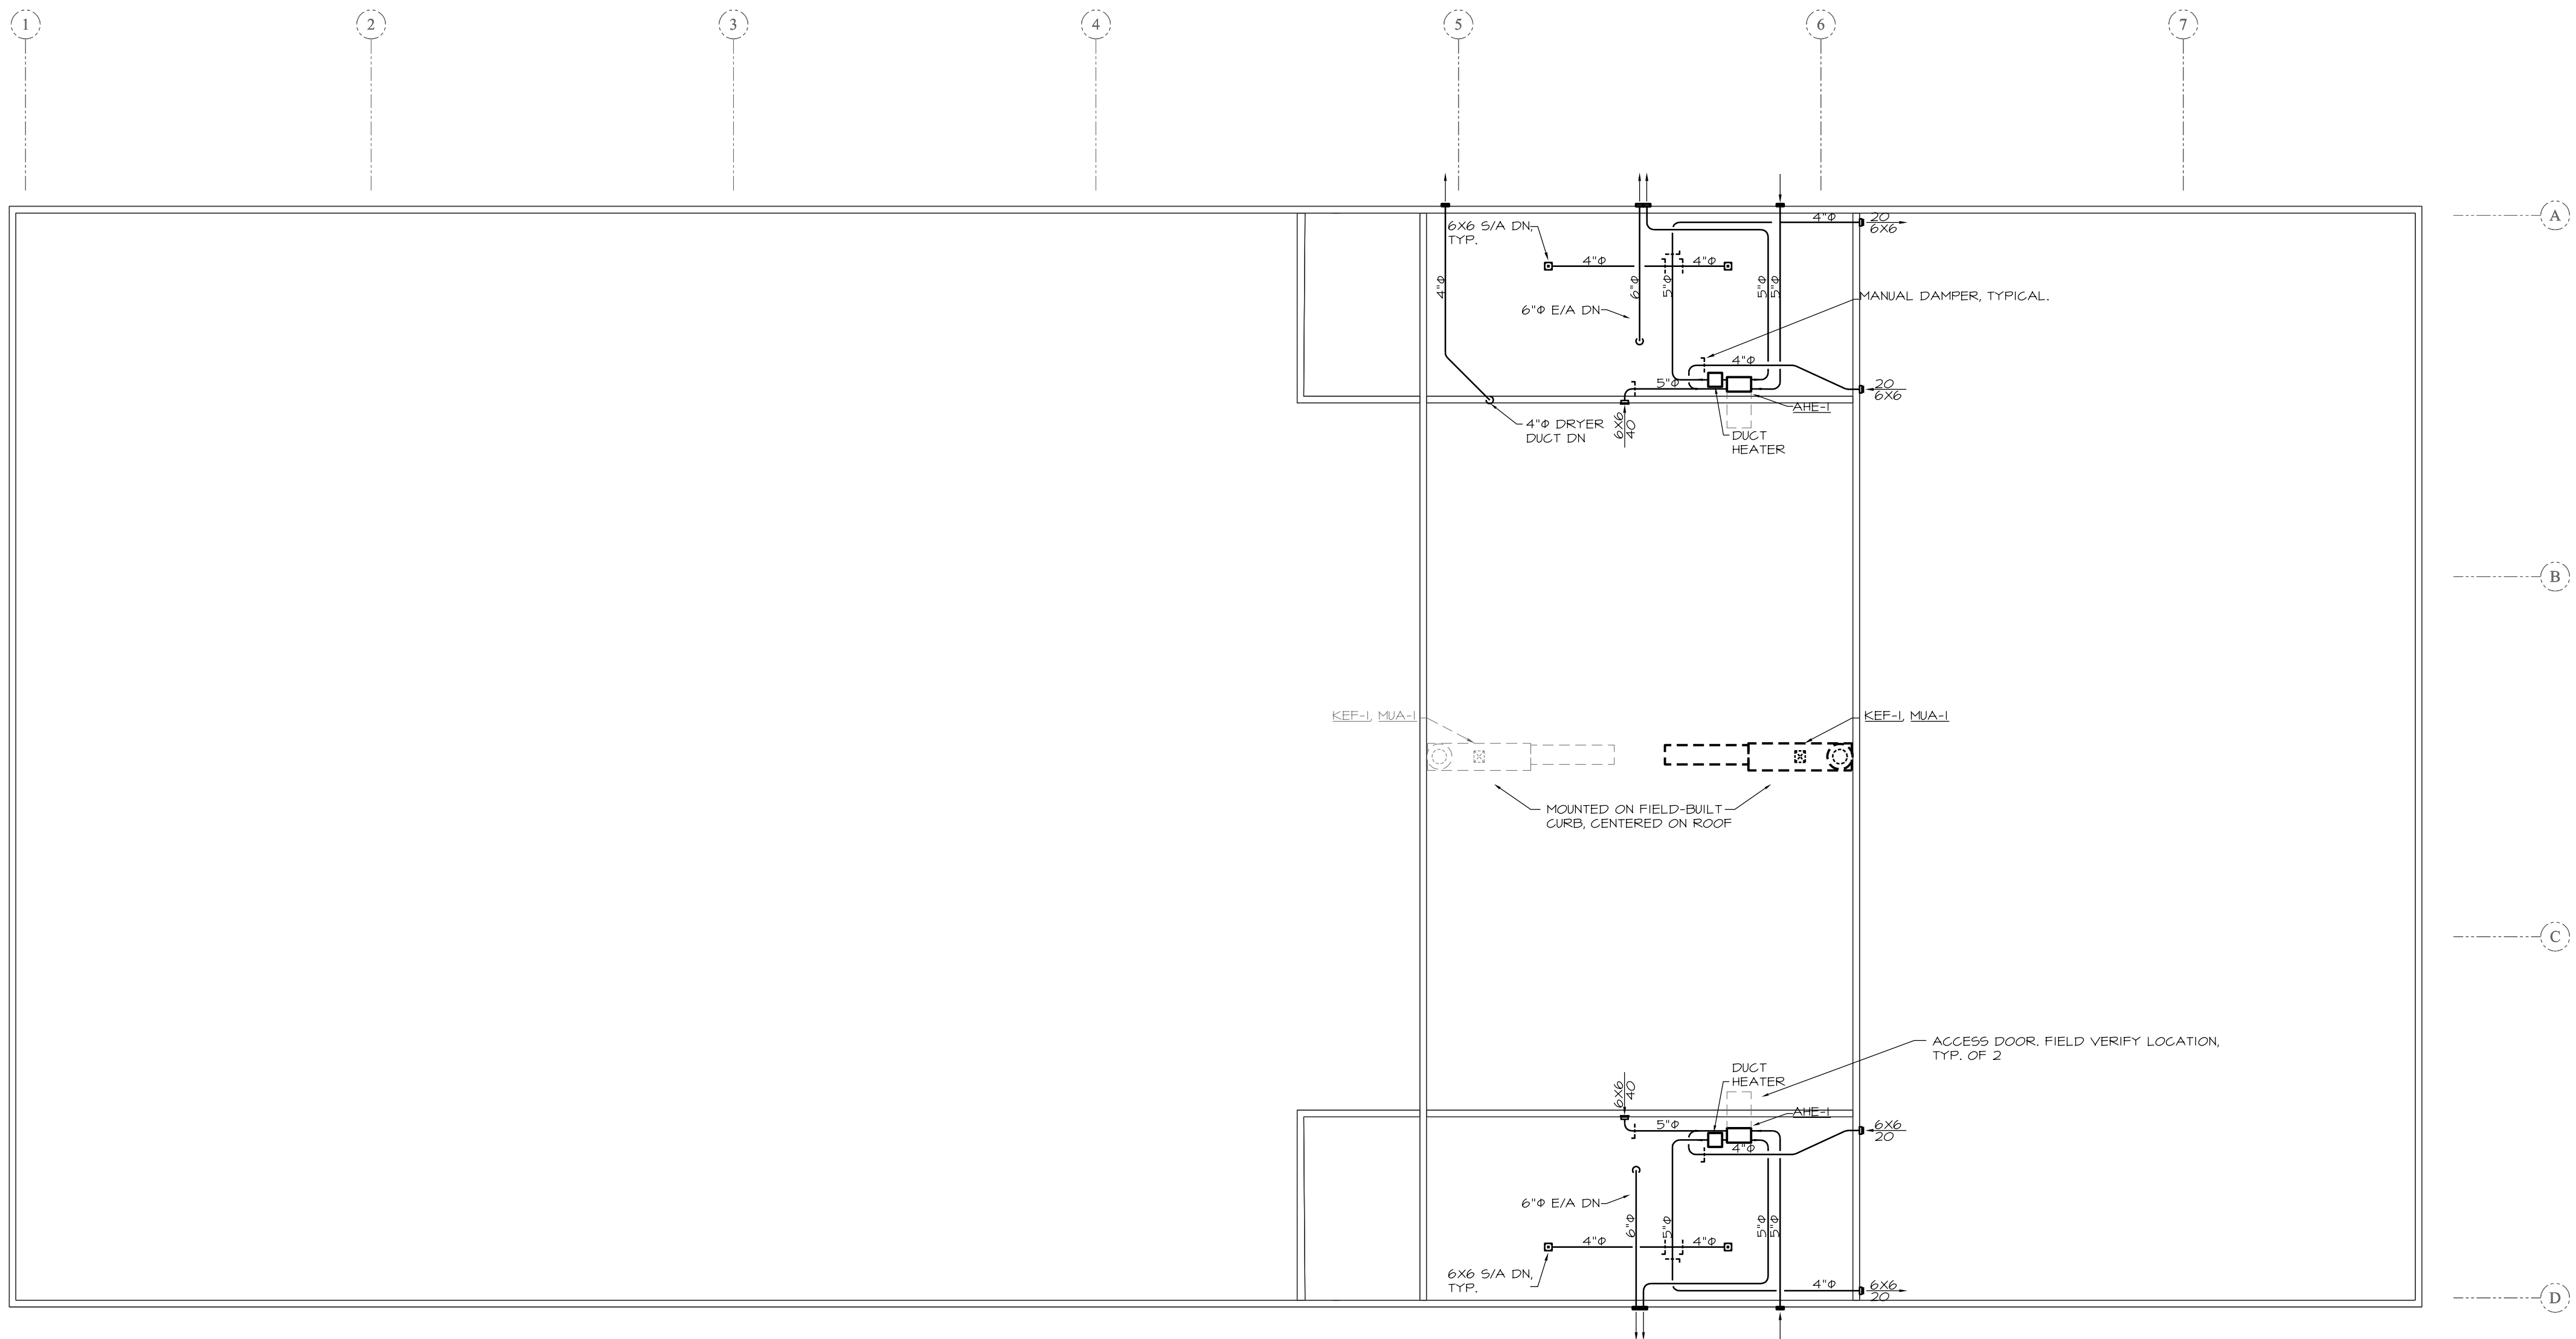 1
2
3
4
5
6
7
A
B
C
D
6X6 S/A DN,
TYP.
4"Φ
4"Φ
4"Φ
6"Φ
5"Φ
5"Φ
5"Φ
4"Φ
20
6X6
6"Φ E/A DN
MANUAL DAMPER, TYPICAL.
4"Φ
5"Φ
20
6X6
AHE-1
4"Φ DRYER
DUCT DN
6X6
40
DUCT
HEATER
KEF-1, MUA-1
KEF-1, MUA-1
MOUNTED ON FIELD-BUILT
CURB, CENTERED ON ROOF
ACCESS DOOR. FIELD VERIFY LOCATION,
TYP. OF 2
DUCT
HEATER
6X6
40
AHE-1
5"Φ
4"Φ
6X6
20
6"Φ E/A DN
6"Φ
5"Φ
5"Φ
5"Φ
4"Φ
4"Φ
6X6 S/A DN,
TYP.
4"Φ
6X6
20